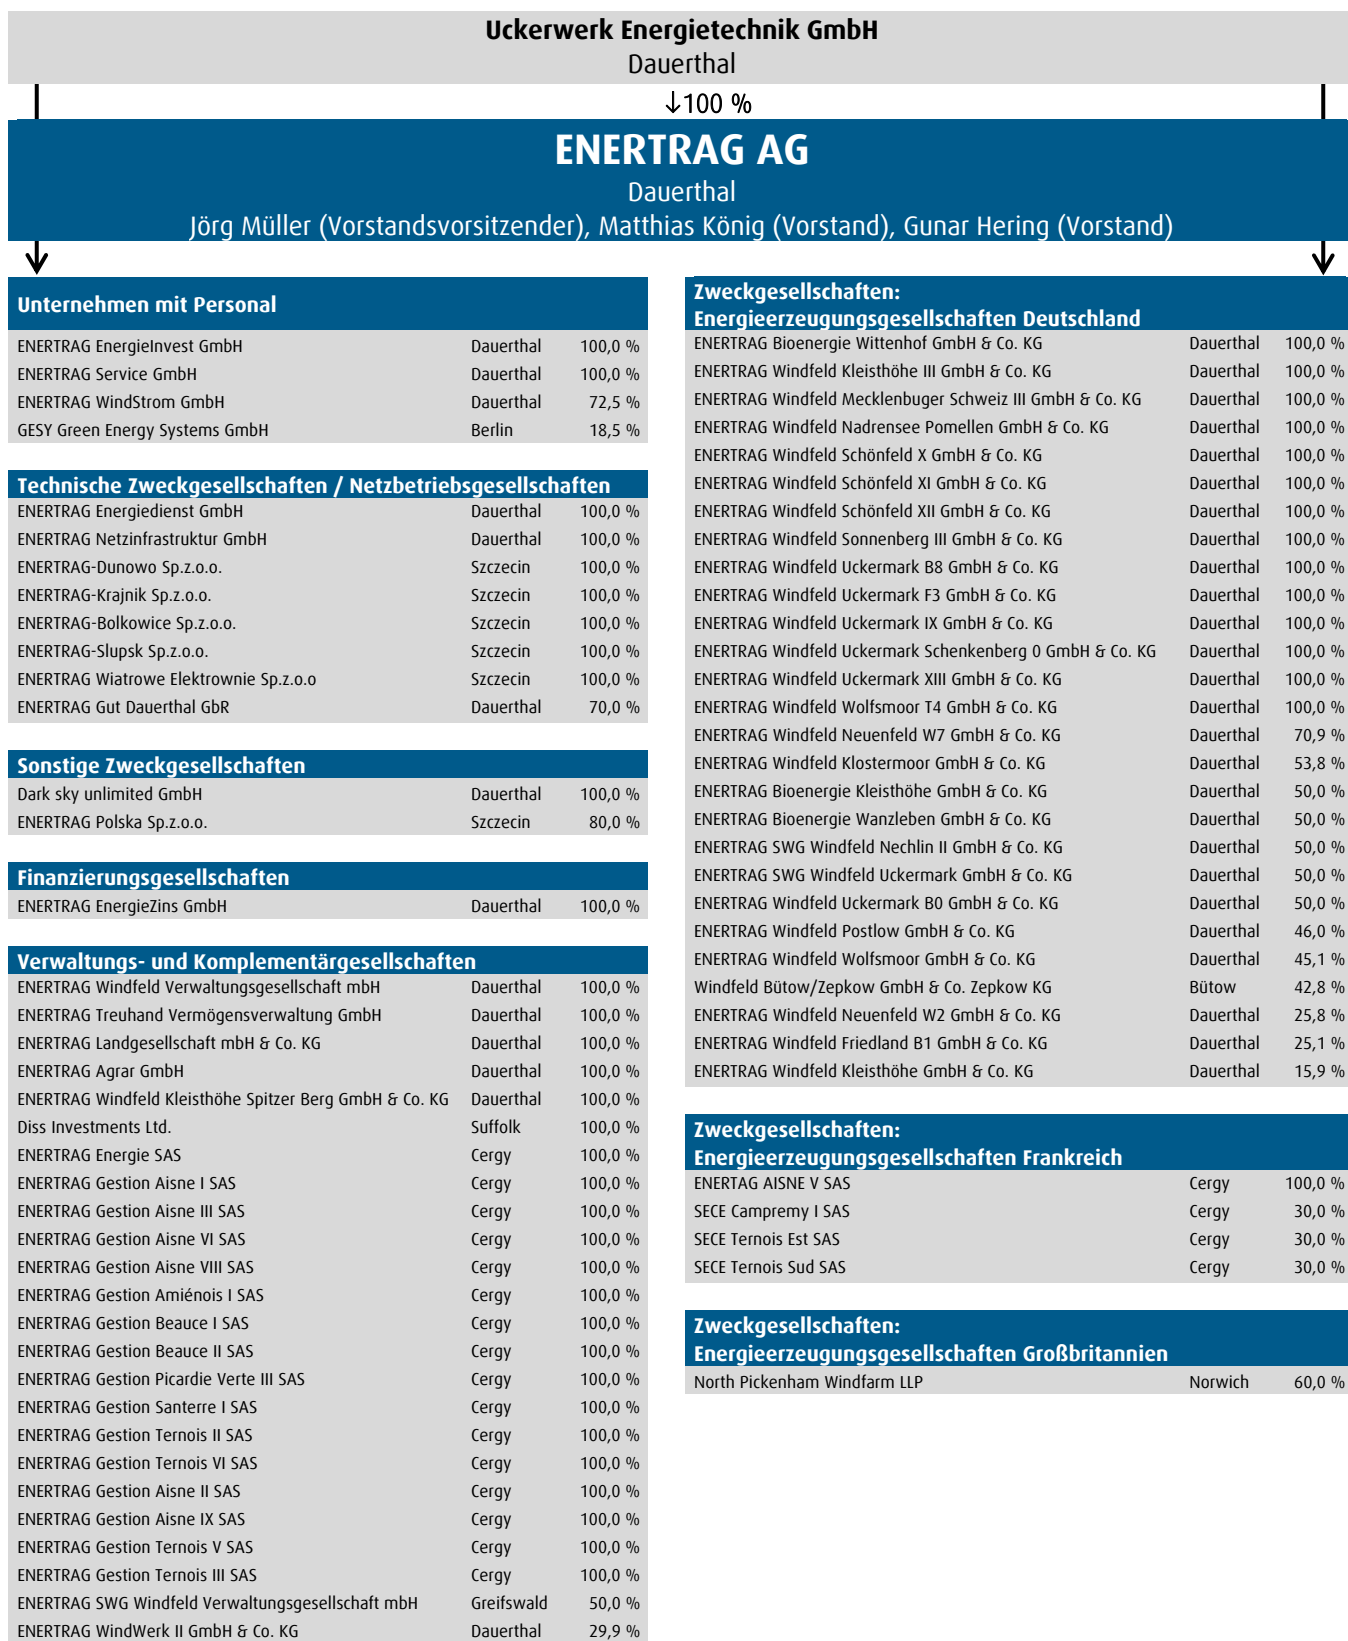 Uckerwerk Energietechnik GmbH
Dauerthal
↓100 %
ENERTRAG AG
Dauerthal
Jörg Müller (Vorstandsvorsitzender), Matthias König (Vorstand), Gunar Hering (Vorstand)
Unternehmen mit Personal
ENERTRAG EnergieInvest GmbH Dauerthal 100,0 %
ENERTRAG Service GmbH Dauerthal 100,0 %
ENERTRAG WindStrom GmbH Dauerthal 72,5 %
GESY Green Energy Systems GmbH Berlin 18,5 %
Technische Zweckgesellschaften / Netzbetriebsgesellschaften
ENERTRAG Energiedienst GmbH Dauerthal 100,0 %
ENERTRAG Netzinfrastruktur GmbH Dauerthal 100,0 %
ENERTRAG-Dunowo Sp.z.o.o. Szczecin 100,0 %
ENERTRAG-Krajnik Sp.z.o.o. Szczecin 100,0 %
ENERTRAG-Bolkowice Sp.z.o.o. Szczecin 100,0 %
ENERTRAG-Slupsk Sp.z.o.o. Szczecin 100,0 %
ENERTRAG Wiatrowe Elektrownie Sp.z.o.o Szczecin 100,0 %
ENERTRAG Gut Dauerthal GbR Dauerthal 70,0 %
Sonstige Zweckgesellschaften
Dark sky unlimited GmbH Dauerthal 100,0 %
ENERTRAG Polska Sp.z.o.o. Szczecin 80,0 %
Finanzierungsgesellschaften
ENERTRAG EnergieZins GmbH Dauerthal 100,0 %
Verwaltungs- und Komplementärgesellschaften
ENERTRAG Windfeld Verwaltungsgesellschaft mbH Dauerthal 100,0 %
ENERTRAG Treuhand Vermögensverwaltung GmbH Dauerthal 100,0 %
ENERTRAG Landgesellschaft mbH & Co. KG Dauerthal 100,0 %
ENERTRAG Agrar GmbH Dauerthal 100,0 %
ENERTRAG Windfeld Kleisthöhe Spitzer Berg GmbH & Co. KG Dauerthal 100,0 %
Diss Investments Ltd. Suffolk 100,0 %
ENERTRAG Energie SAS Cergy 100,0 %
ENERTRAG Gestion Aisne I SAS Cergy 100,0 %
ENERTRAG Gestion Aisne III SAS Cergy 100,0 %
ENERTRAG Gestion Aisne VI SAS Cergy 100,0 %
ENERTRAG Gestion Aisne VIII SAS Cergy 100,0 %
ENERTRAG Gestion Amiénois I SAS Cergy 100,0 %
ENERTRAG Gestion Beauce I SAS Cergy 100,0 %
ENERTRAG Gestion Beauce II SAS Cergy 100,0 %
ENERTRAG Gestion Picardie Verte III SAS Cergy 100,0 %
ENERTRAG Gestion Santerre I SAS Cergy 100,0 %
ENERTRAG Gestion Ternois II SAS Cergy 100,0 %
ENERTRAG Gestion Ternois VI SAS Cergy 100,0 %
ENERTRAG Gestion Aisne II SAS Cergy 100,0 %
ENERTRAG Gestion Aisne IX SAS Cergy 100,0 %
ENERTRAG Gestion Ternois V SAS Cergy 100,0 %
ENERTRAG Gestion Ternois III SAS Cergy 100,0 %
ENERTRAG SWG Windfeld Verwaltungsgesellschaft mbH Greifswald 50,0 %
ENERTRAG WindWerk II GmbH & Co. KG Dauerthal 29,9 %
Zweckgesellschaften:
Energieerzeugungsgesellschaften Deutschland
ENERTRAG Bioenergie Wittenhof GmbH & Co. KG Dauerthal 100,0 %
ENERTRAG Windfeld Kleisthöhe III GmbH & Co. KG Dauerthal 100,0 %
ENERTRAG Windfeld Mecklenbuger Schweiz III GmbH & Co. KG Dauerthal 100,0 %
ENERTRAG Windfeld Nadrensee Pomellen GmbH & Co. KG Dauerthal 100,0 %
ENERTRAG Windfeld Schönfeld X GmbH & Co. KG Dauerthal 100,0 %
ENERTRAG Windfeld Schönfeld XI GmbH & Co. KG Dauerthal 100,0 %
ENERTRAG Windfeld Schönfeld XII GmbH & Co. KG Dauerthal 100,0 %
ENERTRAG Windfeld Sonnenberg III GmbH & Co. KG Dauerthal 100,0 %
ENERTRAG Windfeld Uckermark B8 GmbH & Co. KG Dauerthal 100,0 %
ENERTRAG Windfeld Uckermark F3 GmbH & Co. KG Dauerthal 100,0 %
ENERTRAG Windfeld Uckermark IX GmbH & Co. KG Dauerthal 100,0 %
ENERTRAG Windfeld Uckermark Schenkenberg 0 GmbH & Co. KG Dauerthal 100,0 %
ENERTRAG Windfeld Uckermark XIII GmbH & Co. KG Dauerthal 100,0 %
ENERTRAG Windfeld Wolfsmoor T4 GmbH & Co. KG Dauerthal 100,0 %
ENERTRAG Windfeld Neuenfeld W7 GmbH & Co. KG Dauerthal 70,9 %
ENERTRAG Windfeld Klostermoor GmbH & Co. KG Dauerthal 53,8 %
ENERTRAG Bioenergie Kleisthöhe GmbH & Co. KG Dauerthal 50,0 %
ENERTRAG Bioenergie Wanzleben GmbH & Co. KG Dauerthal 50,0 %
ENERTRAG SWG Windfeld Nechlin II GmbH & Co. KG Dauerthal 50,0 %
ENERTRAG SWG Windfeld Uckermark GmbH & Co. KG Dauerthal 50,0 %
ENERTRAG Windfeld Uckermark B0 GmbH & Co. KG Dauerthal 50,0 %
ENERTRAG Windfeld Postlow GmbH & Co. KG Dauerthal 46,0 %
ENERTRAG Windfeld Wolfsmoor GmbH & Co. KG Dauerthal 45,1 %
Windfeld Bütow/Zepkow GmbH & Co. Zepkow KG Bütow 42,8 %
ENERTRAG Windfeld Neuenfeld W2 GmbH & Co. KG Dauerthal 25,8 %
ENERTRAG Windfeld Friedland B1 GmbH & Co. KG Dauerthal 25,1 %
ENERTRAG Windfeld Kleisthöhe GmbH & Co. KG Dauerthal 15,9 %
Zweckgesellschaften:
Energieerzeugungsgesellschaften Frankreich
ENERTAG AISNE V SAS Cergy 100,0 %
SECE Campremy I SAS Cergy 30,0 %
SECE Ternois Est SAS Cergy 30,0 %
SECE Ternois Sud SAS Cergy 30,0 %
Zweckgesellschaften:
Energieerzeugungsgesellschaften Großbritannien
North Pickenham Windfarm LLP Norwich 60,0 %